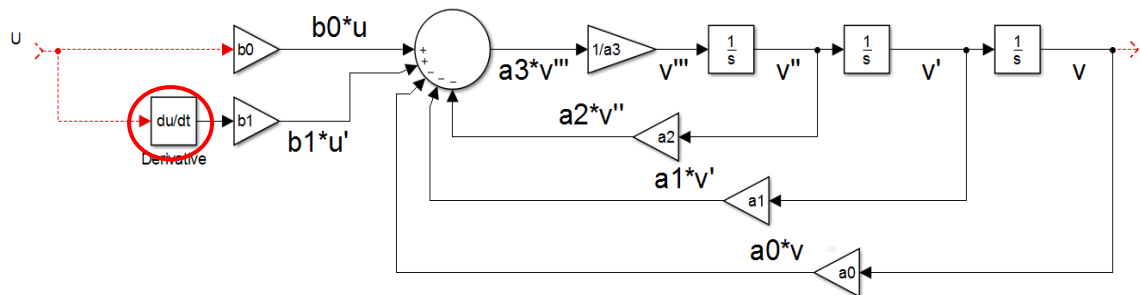 U
b0
b0*u
+
+
−
−
−
a3*v'''
1/a3
v'''
1
s
v''
1
s
v'
1
s
v
du/dt
Derivative
b1
b1*u'
a2*v''
a2
a1*v'
a1
a0*v
a0